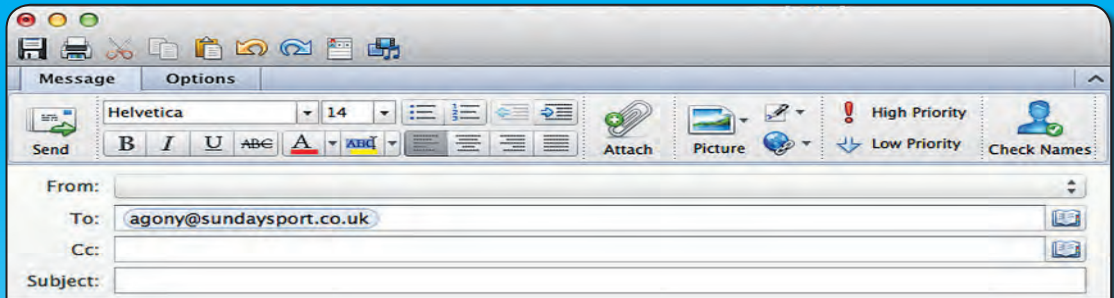 Message Options
Helvetica 14 High Priority
B I U ABC A ABC Low Priority
Send Attach Picture Check Names
From:
To: agony@sundaysport.co.uk
Cc:
Subject: